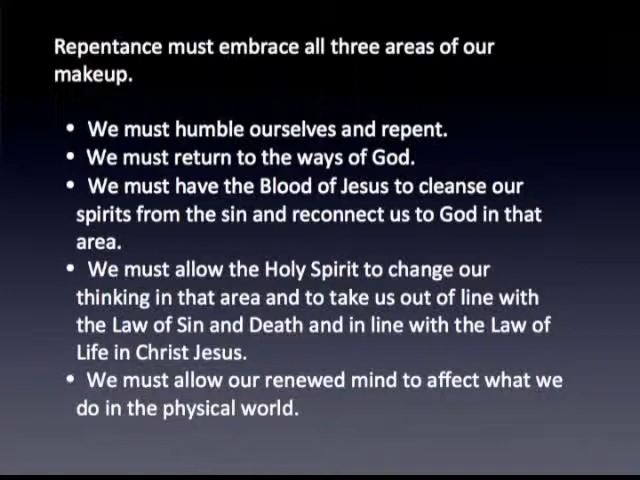 Repentance must embrace all three areas of our
makeup.
• We must humble ourselves and repent.
• We must return to the ways of God.
• We must have the Blood of Jesus to cleanse our
spirits from the sin and reconnect us to God in that
area.
• We must allow the Holy Spirit to change our
thinking in that area and to take us out of line with
the Law of Sin and Death and in line with the Law of
Life in Christ Jesus.
• We must allow our renewed mind to affect what we
do in the physical world.